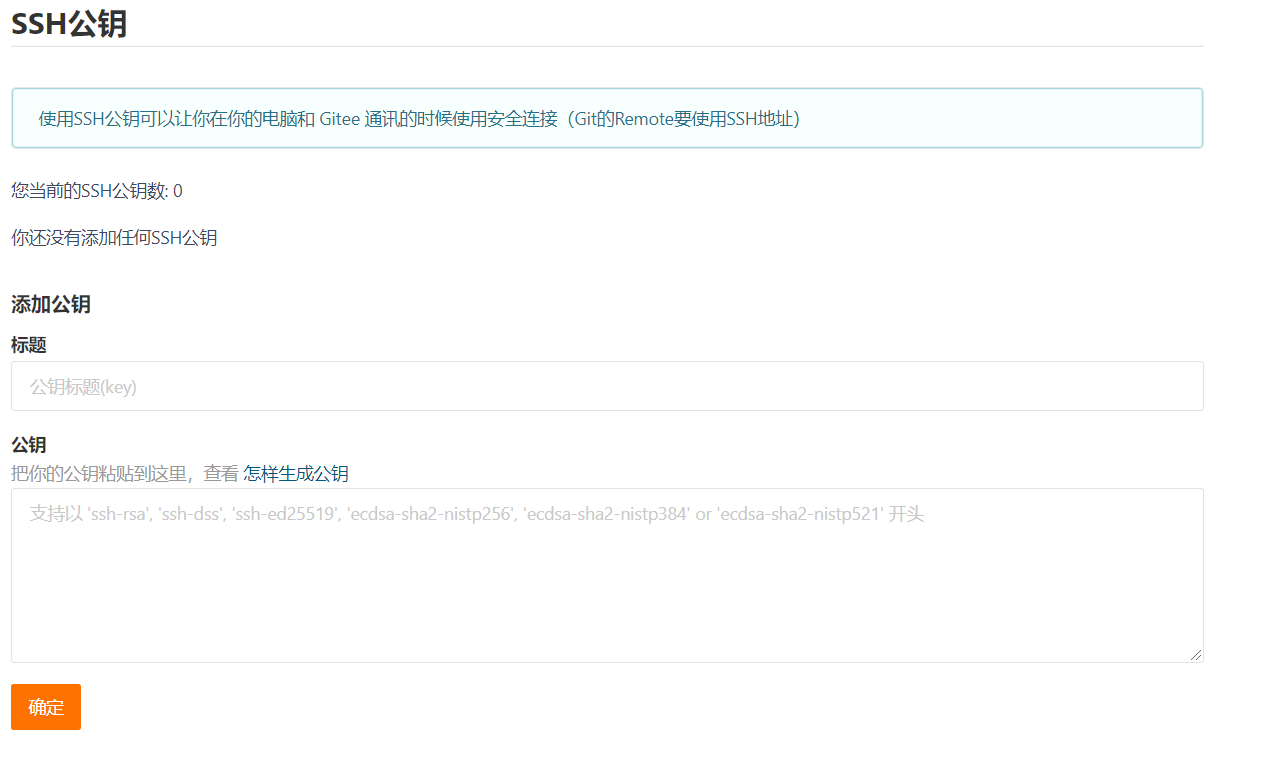 SSH公钥
使用SSH公钥可以让你在你的电脑和 Gitee 通讯的时候使用安全连接（Git的Remote要使用SSH地址）
您当前的SSH公钥数: 0
你还没有添加任何SSH公钥
添加公钥
标题
公钥标题(key)
公钥
把你的公钥粘贴到这里，查看 怎样生成公钥
支持以 'ssh-rsa', 'ssh-dss', 'ssh-ed25519', 'ecdsa-sha2-nistp256', 'ecdsa-sha2-nistp384' or 'ecdsa-sha2-nistp521' 开头
确定